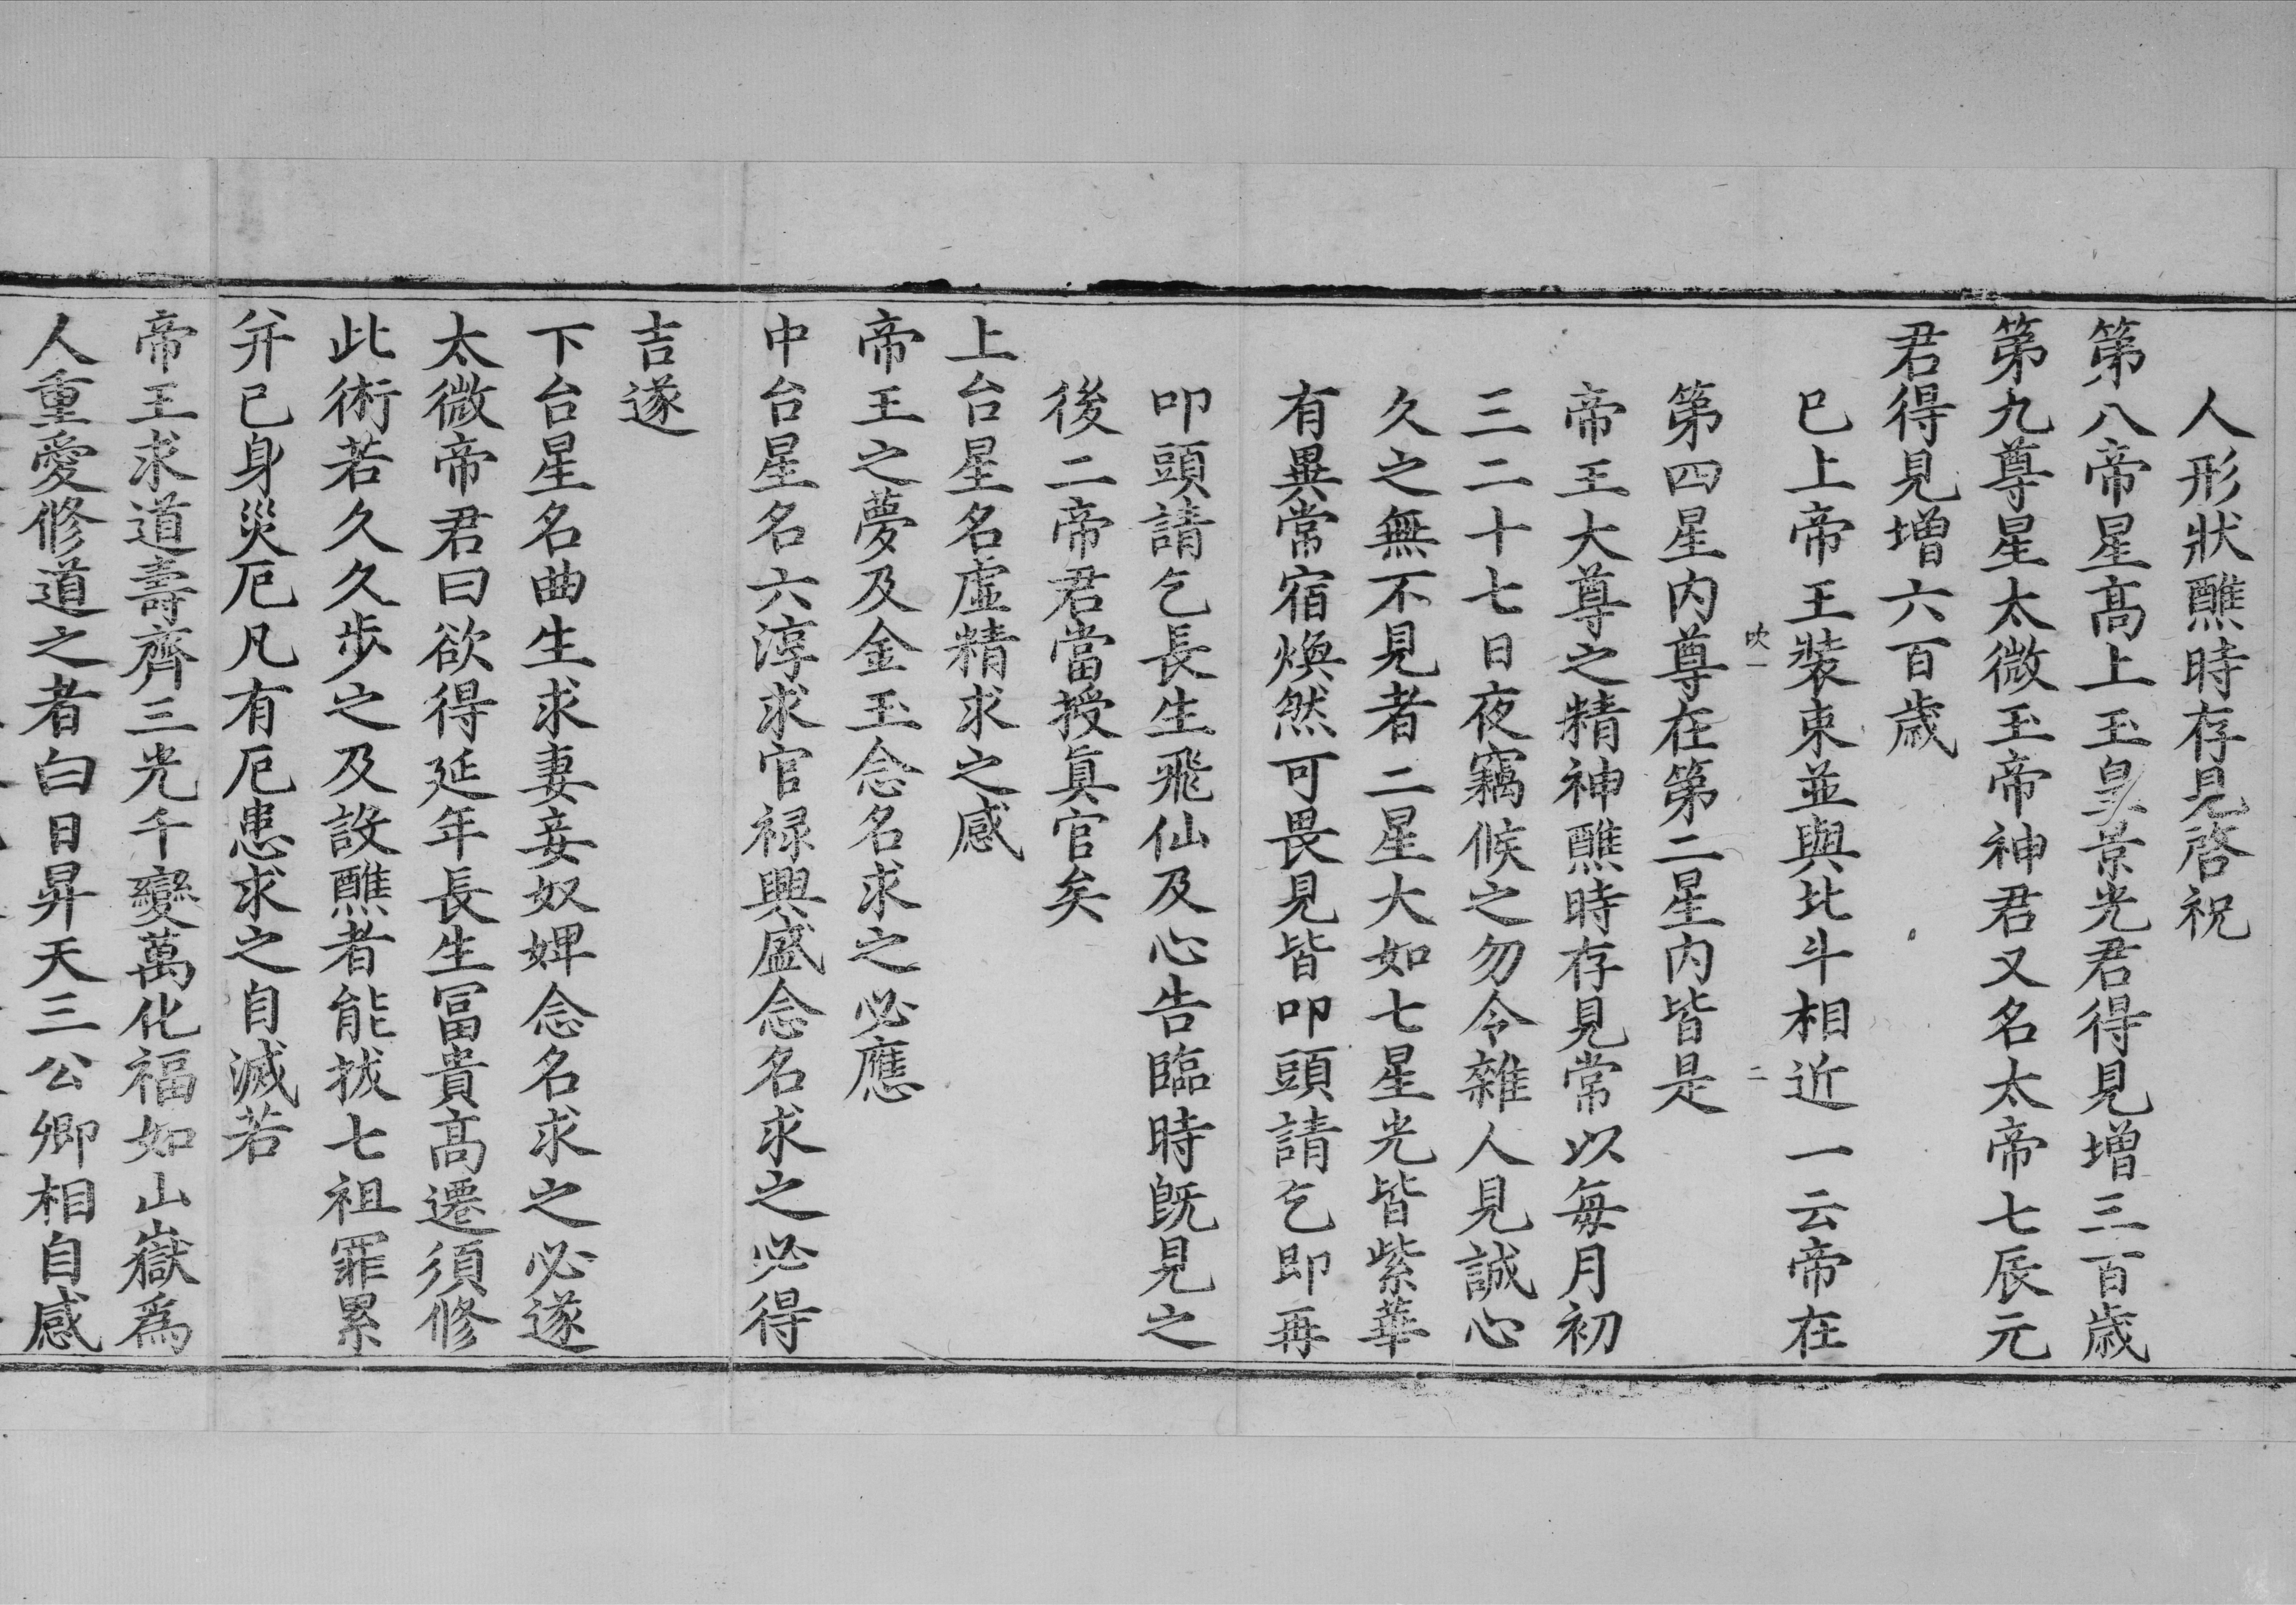 人形狀醮時存見啓祝
第八帝星髙上玉皇景光君得見增三百歲
第九尊星太微玉帝神君又名太帝七辰元
君得見增六百歲
已上帝王裝束並與北斗相近一云帝在
吹一 二
第四星内尊在第二星内皆是
帝王大尊之精神醮時存見常以每月初
三二十七日夜竊候之勿令雜人見誠心
久之無不見者二星大如七星光皆紫華
有異常宿煥然可畏見皆叩頭請乞即再
叩頭請乞長生飛仙及心告臨時旣見之
後二帝君當授眞官矣
上台星名虛精求之感
帝王之夢及金玉念名求之必應
中台星名六淳求官禄興盛念名求之必得
吉遂
下台星名曲生求妻妾奴婢念名求之必遂
太微帝君曰欲得延年長生冨貴髙遷須修
此術若久久步之及設醮者能拔七祖罪累
并已身災厄凡有厄患求之自滅若
帝王求道壽齊三光千變萬化福如山嶽爲
人重愛修道之者白日昇天三公卿相自感